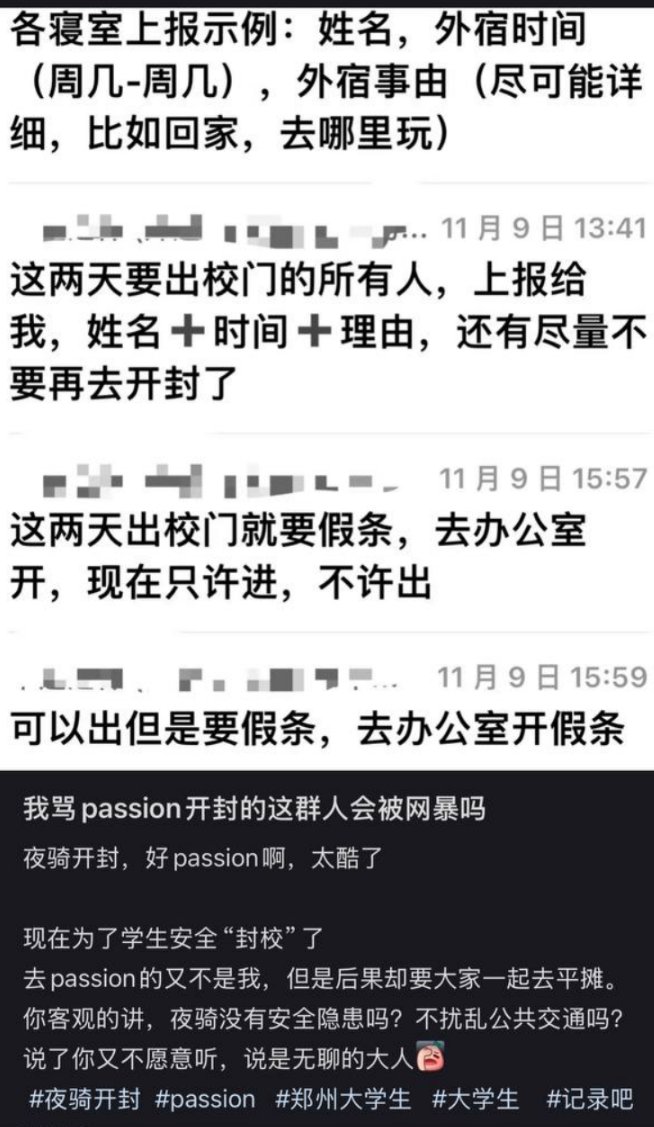 各寝室上报示例：姓名，外宿时间
（周几-周几），外宿事由（尽可能详
细，比如回家，去哪里玩）
11月9日 13:41
这两天要出校门的所有人，上报给
我，姓名➕时间➕理由，还有尽量不
要再去开封了
11月9日 15:57
这两天出校门就要假条，去办公室
开，现在只许进，不许出
11月9日 15:59
可以出但是要假条，去办公室开假条
我骂passion开封的这群人会被网暴吗
夜骑开封，好passion啊，太酷了
现在为了学生安全“封校”了
去passion的又不是我，但是后果却要大家一起去平摊。
你客观的讲，夜骑没有安全隐患吗？不扰乱公共交通吗？
说了你又不愿意听，说是无聊的大人
#夜骑开封 #passion #郑州大学生 #大学生 #记录吧